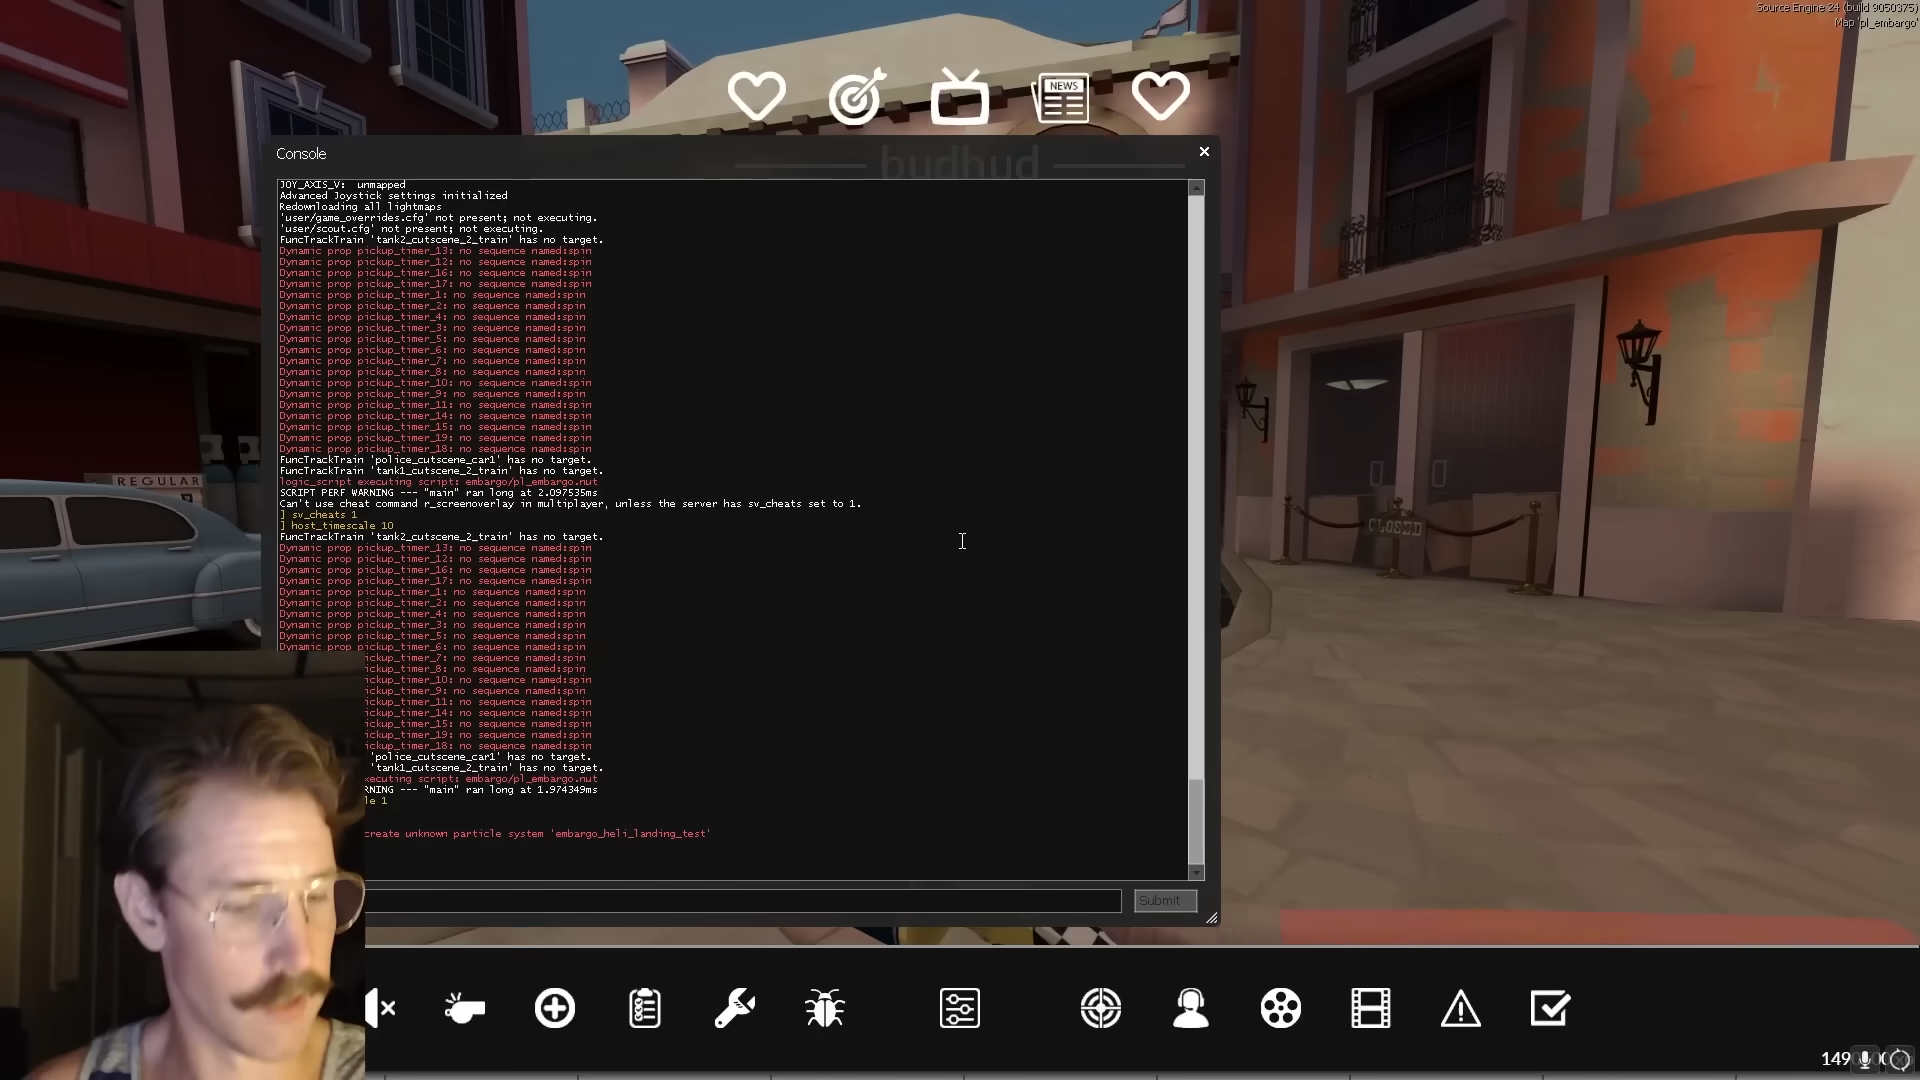 Source Engine 24 (build 9050375)
Map 'pl_embargo'
NEWS
budhud
Console
JOY_AXIS_V:  unmapped
Advanced Joystick settings initialized
Redownloading all lightmaps
'user/game_overrides.cfg' not present; not executing.
'user/scout.cfg' not present; not executing.
FuncTrackTrain 'tank2_cutscene_2_train' has no target.
Dynamic prop pickup_timer_13: no sequence named:spin
Dynamic prop pickup_timer_12: no sequence named:spin
Dynamic prop pickup_timer_16: no sequence named:spin
Dynamic prop pickup_timer_17: no sequence named:spin
Dynamic prop pickup_timer_1: no sequence named:spin
Dynamic prop pickup_timer_2: no sequence named:spin
Dynamic prop pickup_timer_4: no sequence named:spin
Dynamic prop pickup_timer_3: no sequence named:spin
Dynamic prop pickup_timer_5: no sequence named:spin
Dynamic prop pickup_timer_6: no sequence named:spin
Dynamic prop pickup_timer_7: no sequence named:spin
Dynamic prop pickup_timer_8: no sequence named:spin
Dynamic prop pickup_timer_10: no sequence named:spin
Dynamic prop pickup_timer_9: no sequence named:spin
Dynamic prop pickup_timer_11: no sequence named:spin
Dynamic prop pickup_timer_14: no sequence named:spin
Dynamic prop pickup_timer_15: no sequence named:spin
Dynamic prop pickup_timer_19: no sequence named:spin
Dynamic prop pickup_timer_18: no sequence named:spin
FuncTrackTrain 'police_cutscene_car1' has no target.
FuncTrackTrain 'tank1_cutscene_2_train' has no target.
logic_script executing script: embargo/pl_embargo.nut
SCRIPT PERF WARNING --- "main" ran long at 2.097535ms
Can't use cheat command r_screenoverlay in multiplayer, unless the server has sv_cheats set to 1.
] sv_cheats 1
] host_timescale 10
FuncTrackTrain 'tank2_cutscene_2_train' has no target.
Dynamic prop pickup_timer_13: no sequence named:spin
Dynamic prop pickup_timer_12: no sequence named:spin
Dynamic prop pickup_timer_16: no sequence named:spin
Dynamic prop pickup_timer_17: no sequence named:spin
Dynamic prop pickup_timer_1: no sequence named:spin
Dynamic prop pickup_timer_2: no sequence named:spin
Dynamic prop pickup_timer_4: no sequence named:spin
Dynamic prop pickup_timer_3: no sequence named:spin
Dynamic prop pickup_timer_5: no sequence named:spin
Dynamic prop pickup_timer_6: no sequence named:spin
ickup_timer_7: no sequence named:spin
ickup_timer_8: no sequence named:spin
ickup_timer_10: no sequence named:spin
ickup_timer_9: no sequence named:spin
ickup_timer_11: no sequence named:spin
ickup_timer_14: no sequence named:spin
ickup_timer_15: no sequence named:spin
ickup_timer_19: no sequence named:spin
ickup_timer_18: no sequence named:spin
'police_cutscene_car1' has no target.
'tank1_cutscene_2_train' has no target.
xecuting script: embargo/pl_embargo.nut
RNING --- "main" ran long at 1.974349ms
le 1
create unknown particle system 'embargo_heli_landing_test'
Submit
REGULAR
CLOSED
149